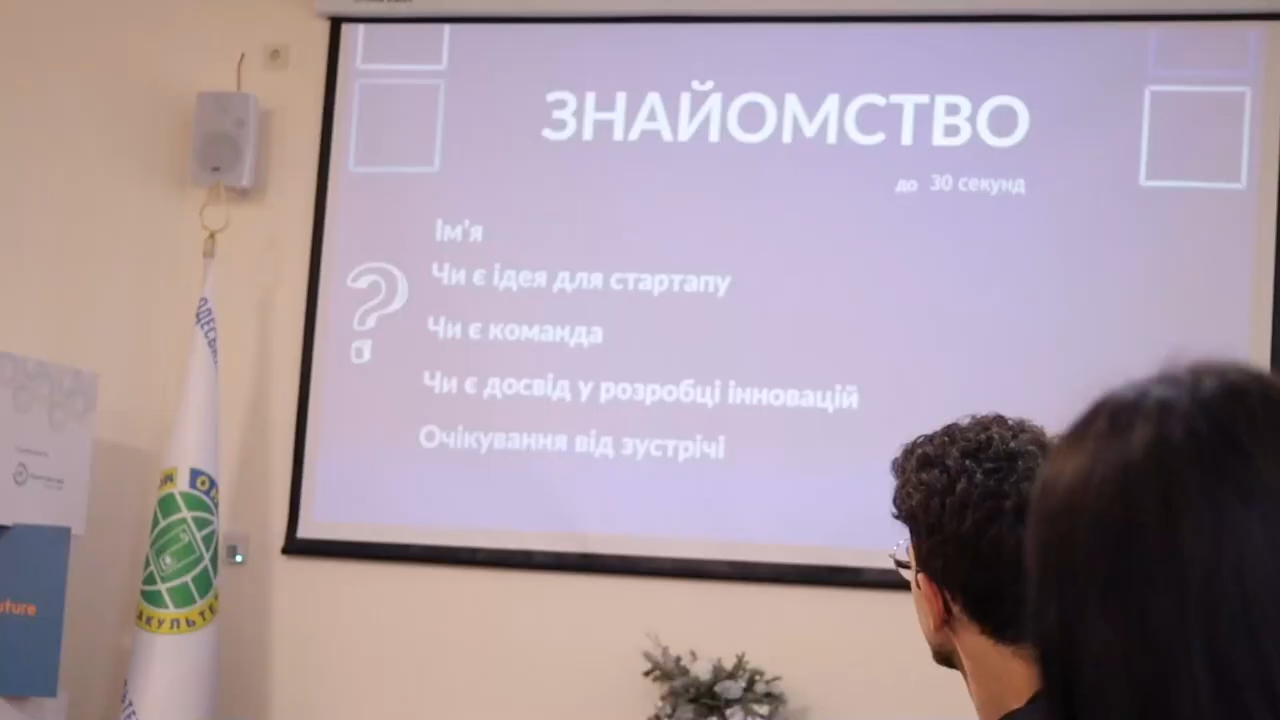 ЗНАЙОМСТВО
до 30 секунд
Ім'я
Чи є ідея для стартапу
Чи є команда
Чи є досвід у розробці інновацій
Очікування від зустрічі
?